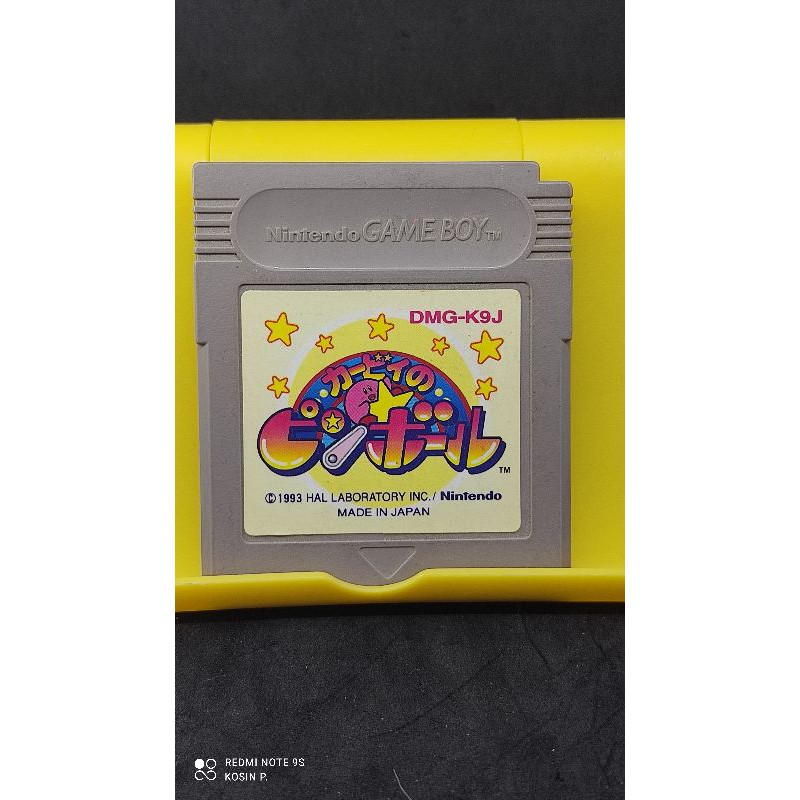 Nintendo GAME BOY TM
DMG-K9J
カービィの
ピンボール TM
© 1993 HAL LABORATORY INC./ Nintendo
MADE IN JAPAN
REDMI NOTE 9S
KOSIN P.